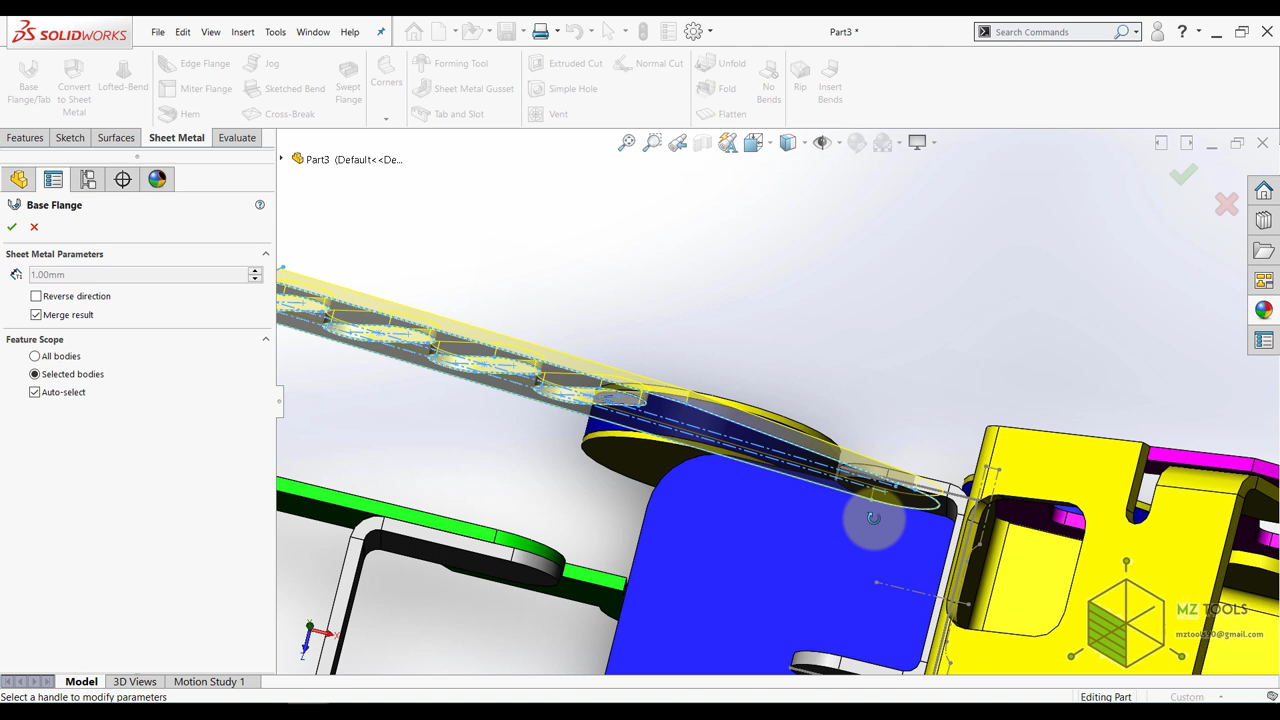 SOLIDWORKS File Edit View Insert Tools Window Help Part3 * Search Commands
Base Flange/Tab
Convert to Sheet Metal
Lofted-Bend
Edge Flange
Miter Flange
Hem
Jog
Sketched Bend
Cross-Break
Swept Flange
Corners
Forming Tool
Sheet Metal Gusset
Tab and Slot
Extruded Cut
Simple Hole
Vent
Normal Cut
Unfold
Fold
Flatten
No Bends
Rip
Insert Bends
Features Sketch Surfaces Sheet Metal Evaluate
Part3 (Default<<De...
Base Flange
Sheet Metal Parameters
1.00mm
Reverse direction
Merge result
Feature Scope
All bodies
Selected bodies
Auto-select
MZ TOOLS
mztools90@gmail.com
Model 3D Views Motion Study 1
Select a handle to modify parameters Editing Part Custom